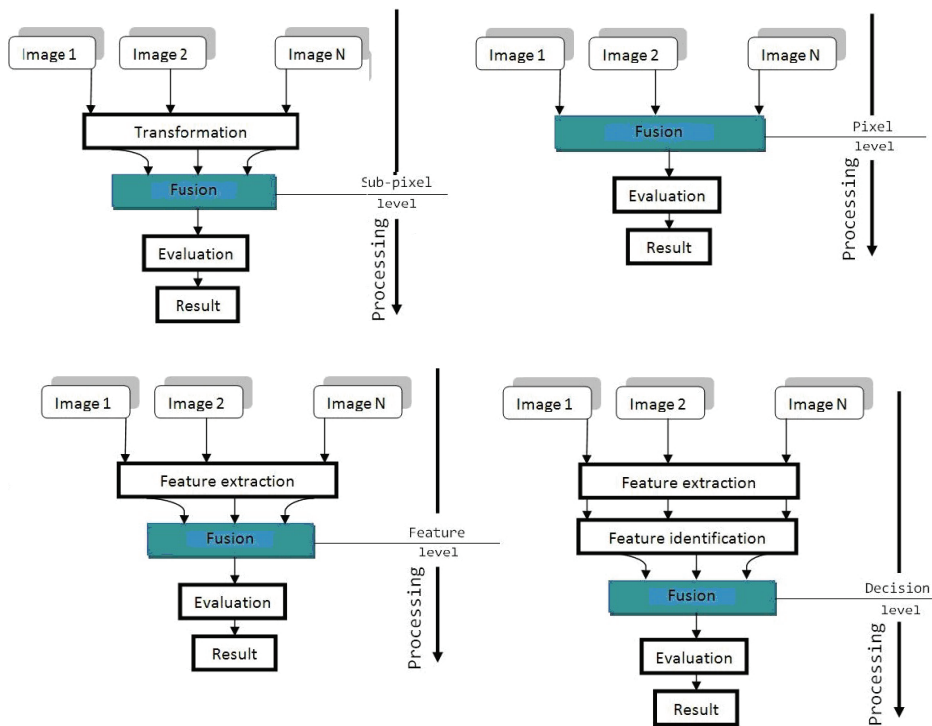 Image 1
Image 2
Image N
Transformation
Fusion
Sub-pixel
level
Evaluation
Result
Processing
Image 1
Image 2
Image N
Fusion
Pixel
level
Evaluation
Result
Processing
Image 1
Image 2
Image N
Feature extraction
Fusion
Feature
level
Evaluation
Result
Processing
Image 1
Image 2
Image N
Feature extraction
Feature identification
Fusion
Decision
level
Evaluation
Result
Processing